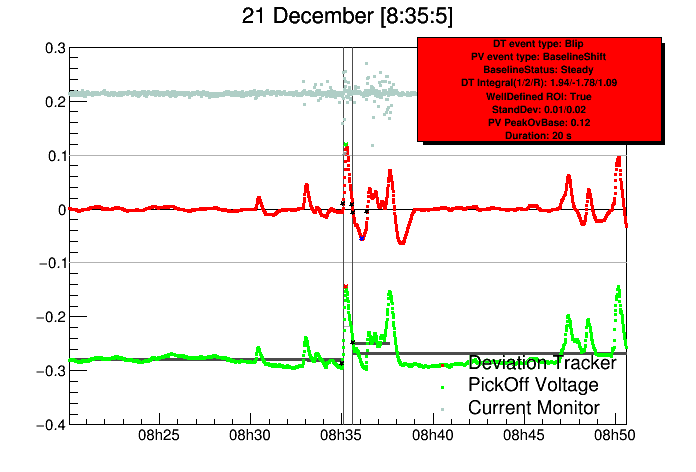 21 December [8:35:5]
DT event type: Blip
PV event type: BaselineShift
BaselineStatus: Steady
DT Integral(1/2/R): 1.94/-1.78/1.09
WellDefined ROI: True
StandDev: 0.01/0.02
PV PeakOvBase: 0.12
Duration: 20 s
0.3
0.2
0.1
0
−0.1
−0.2
−0.3
−0.4
Deviation Tracker
PickOff Voltage
Current Monitor
08h25 08h30 08h35 08h40 08h45 08h50